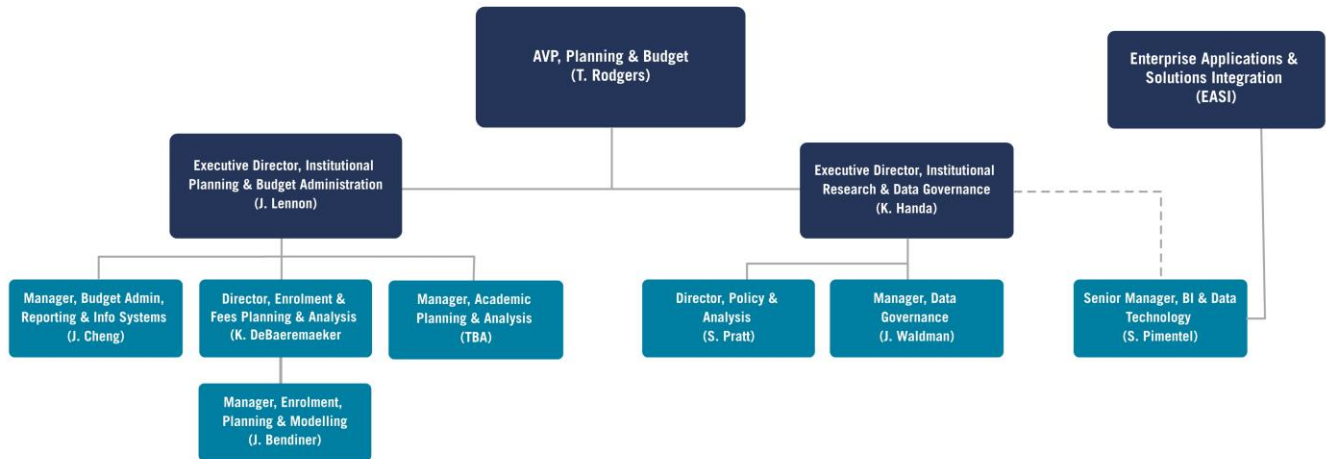 AVP, Planning & Budget
(T. Rodgers)
Enterprise Applications &
Solutions Integration
(EASI)
Executive Director, Institutional
Planning & Budget Administration
(J. Lennon)
Executive Director, Institutional
Research & Data Governance
(K. Handa)
Manager, Budget Admin,
Reporting & Info Systems
(J. Cheng)
Director, Enrolment &
Fees Planning & Analysis
(K. DeBaeremaeker
Manager, Academic
Planning & Analysis
(TBA)
Director, Policy &
Analysis
(S. Pratt)
Manager, Data
Governance
(J. Waldman)
Senior Manager, BI & Data
Technology
(S. Pimentel)
Manager, Enrolment,
Planning & Modelling
(J. Bendiner)